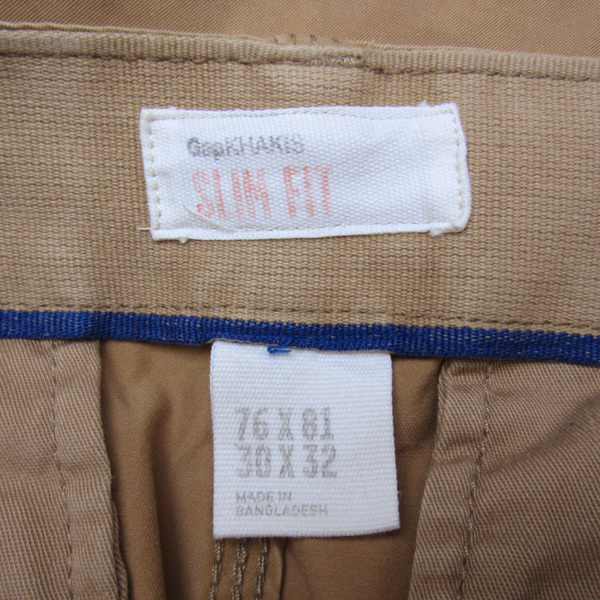 GapKHAKIS
SLIM FIT
76 X 81
30 X 32
MADE IN
BANGLADESH